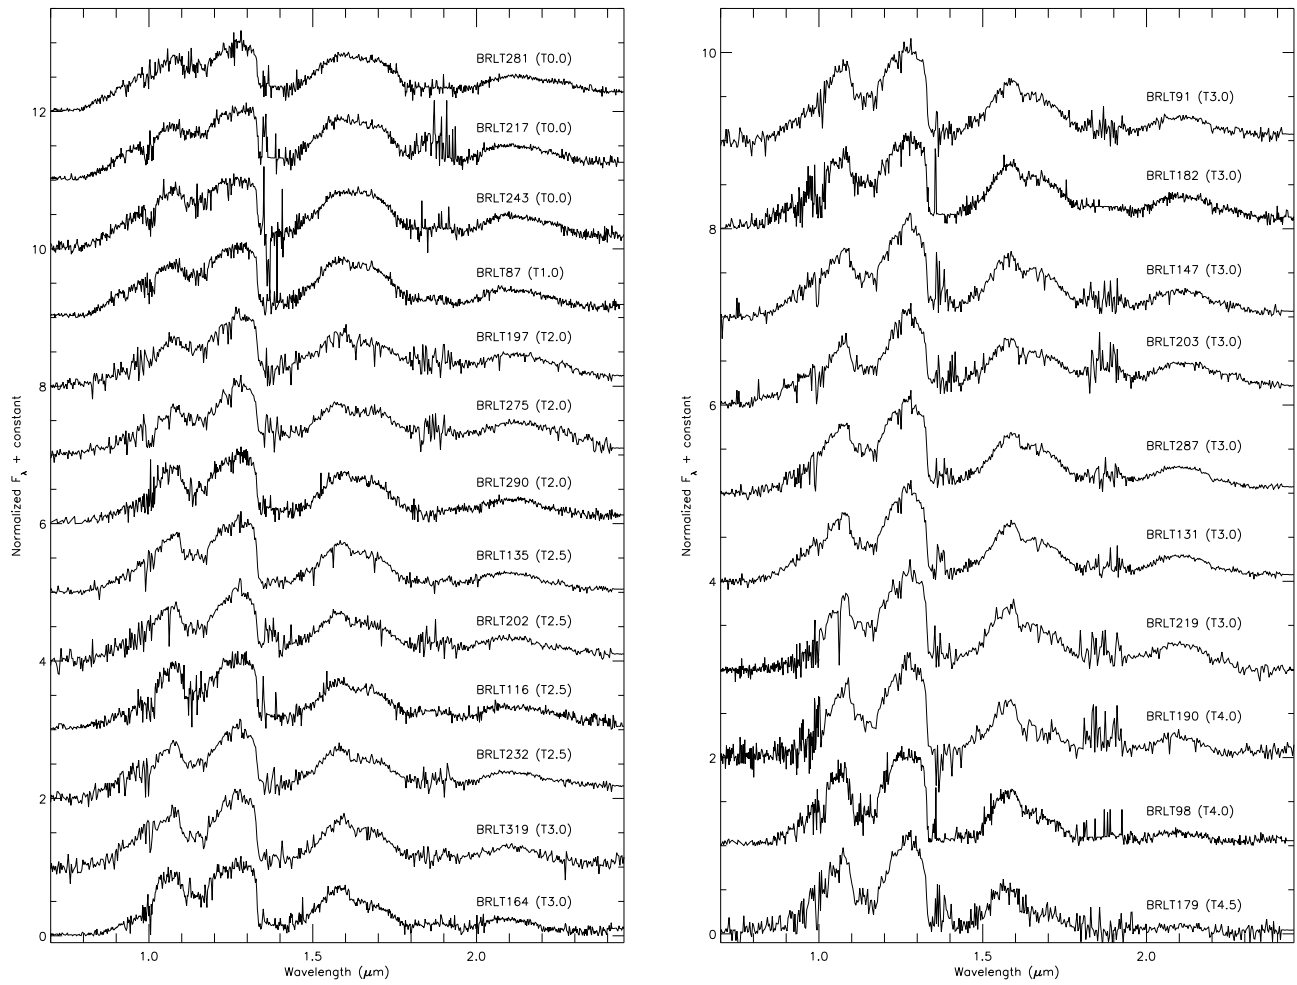 BRLT281 (T0.0)
BRLT217 (T0.0)
BRLT243 (T0.0)
BRLT87 (T1.0)
BRLT197 (T2.0)
BRLT275 (T2.0)
BRLT290 (T2.0)
BRLT135 (T2.5)
BRLT202 (T2.5)
BRLT116 (T2.5)
BRLT232 (T2.5)
BRLT319 (T3.0)
BRLT164 (T3.0)
12
10
8
6
4
2
0
Normalized Fλ + constant
1.0 1.5 2.0
Wavelength (μm)
BRLT91 (T3.0)
BRLT182 (T3.0)
BRLT147 (T3.0)
BRLT203 (T3.0)
BRLT287 (T3.0)
BRLT131 (T3.0)
BRLT219 (T3.0)
BRLT190 (T4.0)
BRLT98 (T4.0)
BRLT179 (T4.5)
10
8
6
4
2
0
Normalized Fλ + constant
1.0 1.5 2.0
Wavelength (μm)